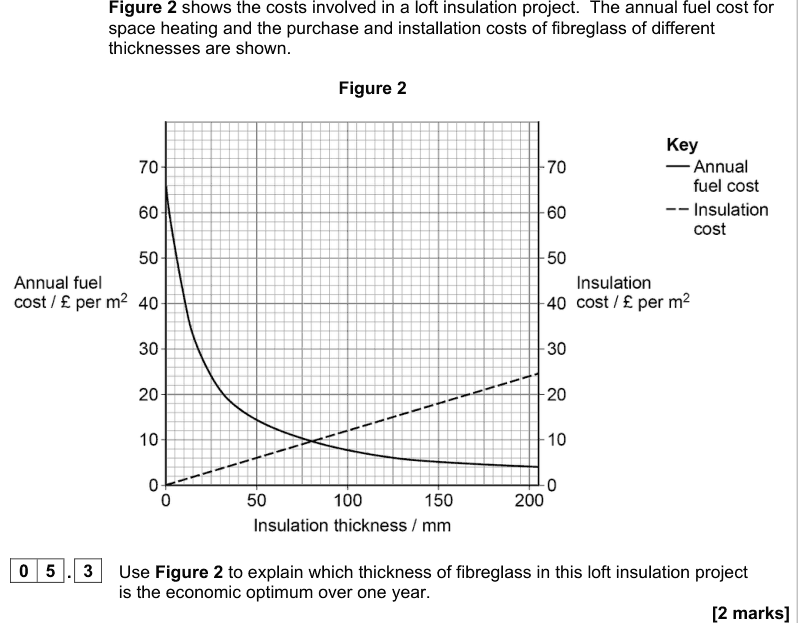 Figure 2 shows the costs involved in a loft insulation project. The annual fuel cost for
space heating and the purchase and installation costs of fibreglass of different
thicknesses are shown.
Figure 2
Key
Annual
fuel cost
Insulation
cost
70
60
50
40
30
20
10
0
Annual fuel
cost / £ per m²
70
60
50
40
30
20
10
0
Insulation
cost / £ per m²
0 50 100 150 200
Insulation thickness / mm
0 5 . 3 Use Figure 2 to explain which thickness of fibreglass in this loft insulation project
is the economic optimum over one year.
[2 marks]